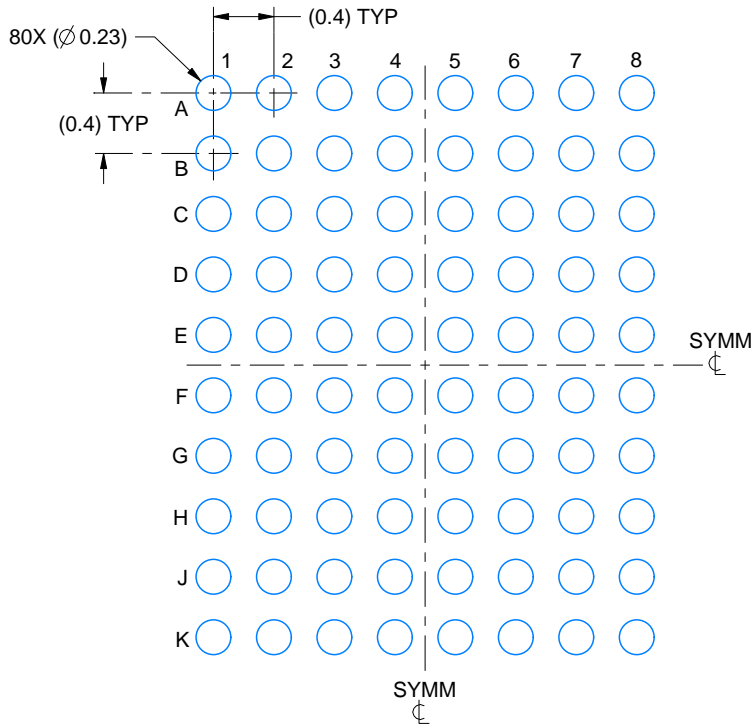 (0.4) TYP
80X (∅ 0.23)
1 2 3 4 5 6 7 8
A
(0.4) TYP
B
C
D
E
SYMM
℄
F
G
H
J
K
SYMM
℄